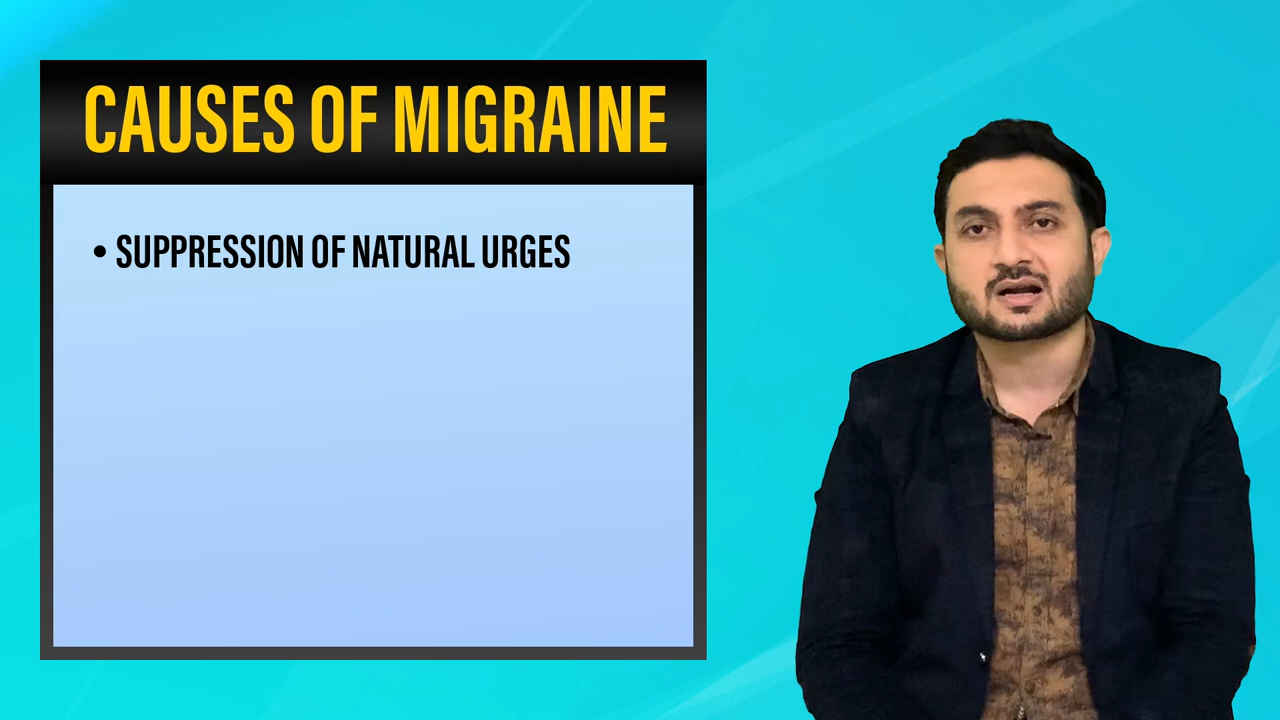 CAUSES OF MIGRAINE
• SUPPRESSION OF NATURAL URGES